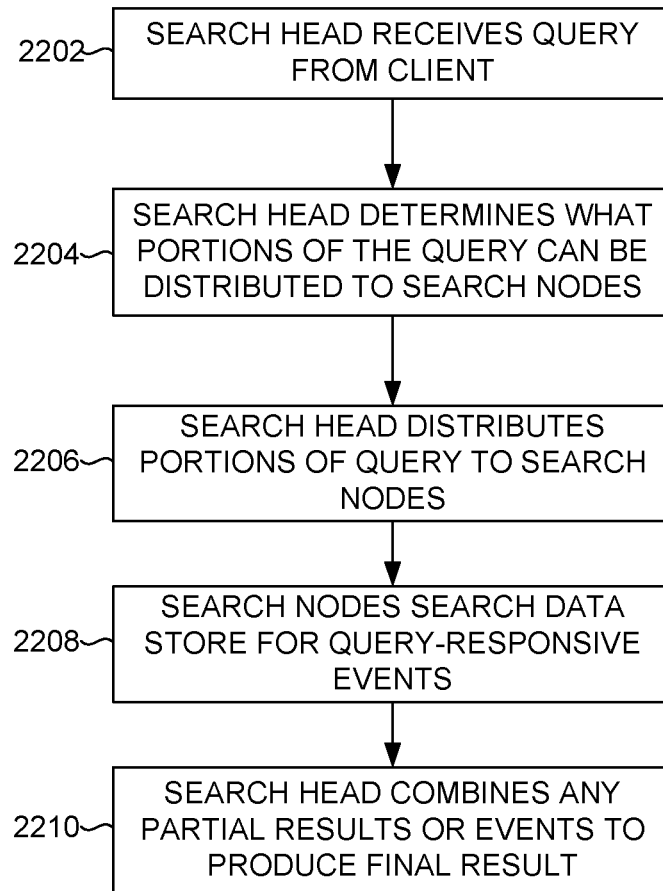 2202
SEARCH HEAD RECEIVES QUERY
FROM CLIENT
2204
SEARCH HEAD DETERMINES WHAT
PORTIONS OF THE QUERY CAN BE
DISTRIBUTED TO SEARCH NODES
2206
SEARCH HEAD DISTRIBUTES
PORTIONS OF QUERY TO SEARCH
NODES
2208
SEARCH NODES SEARCH DATA
STORE FOR QUERY-RESPONSIVE
EVENTS
2210
SEARCH HEAD COMBINES ANY
PARTIAL RESULTS OR EVENTS TO
PRODUCE FINAL RESULT